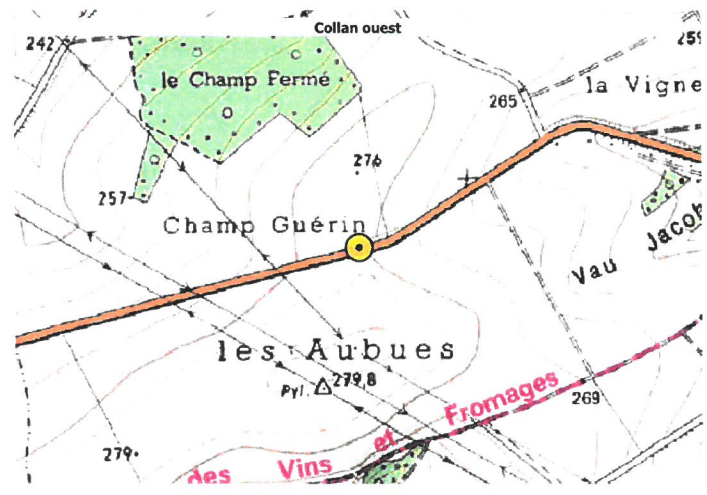 Collan ouest
242
259
le Champ Fermé
la Vigne
265
276
257
Champ Guérin
Vau Jacob
les Aubues
Pyl. 279,8
269
279
des Vins et Fromages